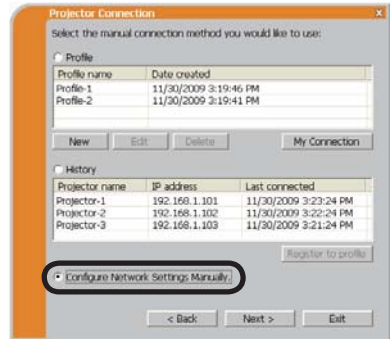 Projector Connection
Select the manual connection method you would like to use:
Profile
Profile name Date created
Profile-1 11/30/2009 3:19:46 PM
Profile-2 11/30/2009 3:19:41 PM
New Edit Delete My Connection
History
Projector name IP address Last connected
Projector-1 192.168.1.101 11/30/2009 3:23:24 PM
Projector-2 192.168.1.102 11/30/2009 3:22:24 PM
Projector-3 192.168.1.103 11/30/2009 3:21:24 PM
Register to profile
Configure Network Settings Manually.
< Back Next > Exit